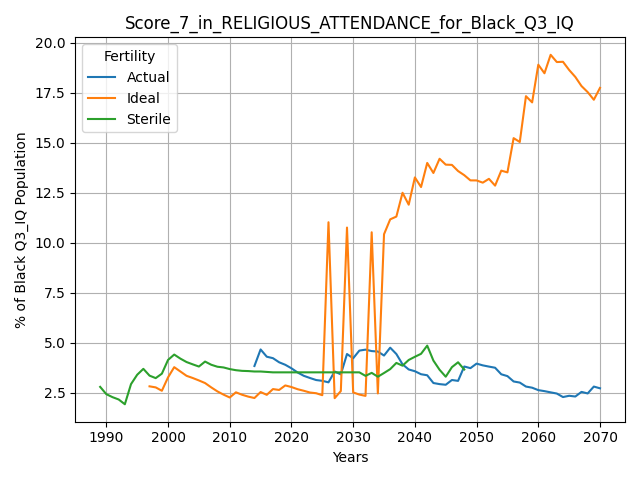 Score_7_in_RELIGIOUS_ATTENDANCE_for_Black_Q3_IQ
Fertility
Actual
Ideal
Sterile
% of Black Q3_IQ Population
20.0
17.5
15.0
12.5
10.0
7.5
5.0
2.5
1990 2000 2010 2020 2030 2040 2050 2060 2070
Years